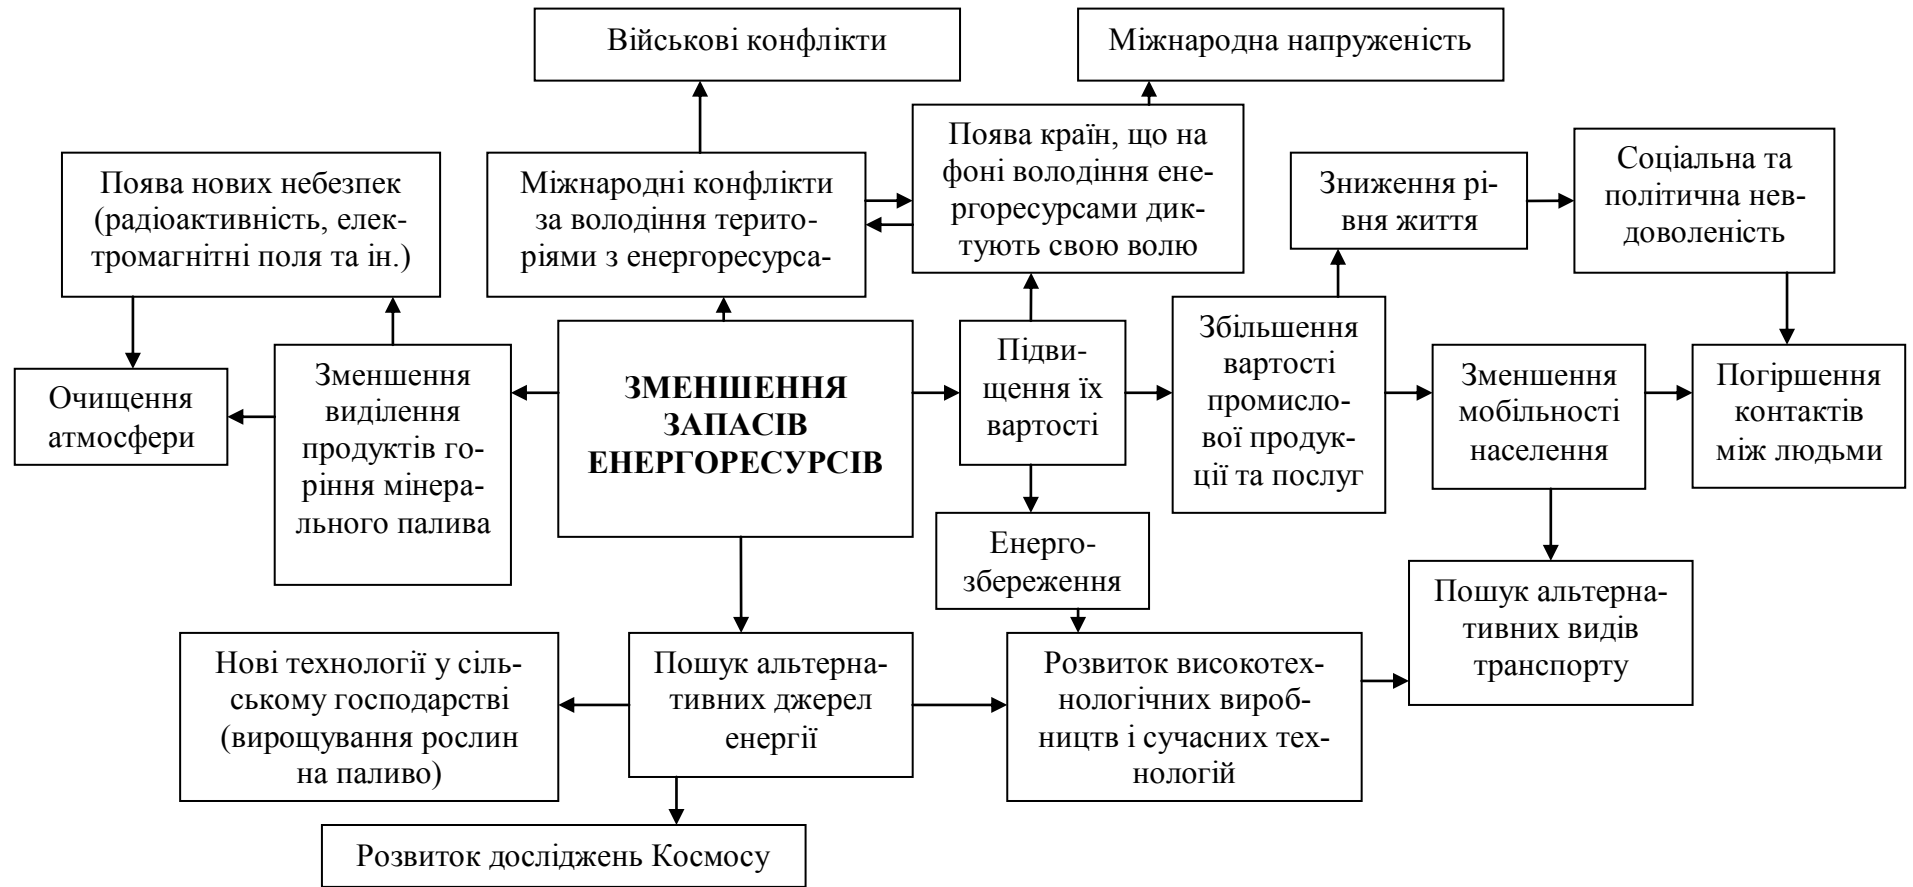 Військові конфлікти
Міжнародна напруженість
Поява нових небезпек
(радіоактивність, елек-
тромагнітні поля та ін.)
Міжнародні конфлікти
за володіння терито-
ріями з енергоресурса-
Поява країн, що на
фоні володіння ене-
ргоресурсами дик-
тують свою волю
Зниження рі-
вня життя
Соціальна та
політична нев-
доволеність
Очищення
атмосфери
Зменшення
виділення
продуктів го-
ріння мінера-
льного палива
ЗМЕНШЕННЯ
ЗАПАСІВ
ЕНЕРГОРЕСУРСІВ
Підви-
щення їх
вартості
Збільшення
вартості
промисло-
вої продук-
ції та послуг
Зменшення
мобільності
населення
Погіршення
контактів
між людьми
Енерго-
збереження
Пошук альтерна-
тивних видів
транспорту
Нові технології у сіль-
ському господарстві
(вирощування рослин
на паливо)
Пошук альтерна-
тивних джерел
енергії
Розвиток високотех-
нологічних вироб-
ництв і сучасних тех-
нологій
Розвиток досліджень Космосу